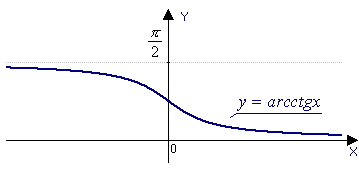 Y
π/2
y = arcctgx
0
X